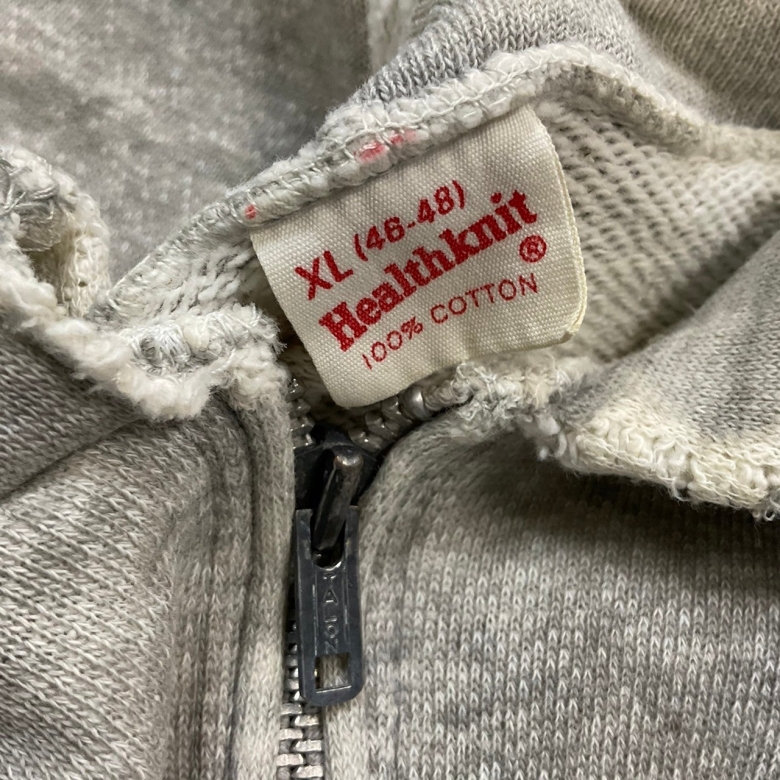 XL (46-48)
Healthknit®
100% COTTON
TALON